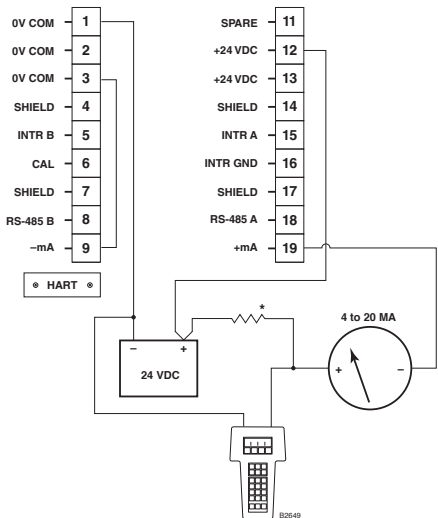 0V COM 1
0V COM 2
0V COM 3
SHIELD 4
INTR B 5
CAL 6
SHIELD 7
RS-485 B 8
–mA 9
HART
SPARE 11
+24 VDC 12
+24 VDC 13
SHIELD 14
INTR A 15
INTR GND 16
SHIELD 17
RS-485 A 18
+mA 19
*
4 to 20 MA
– +
24 VDC
+ –
B2649